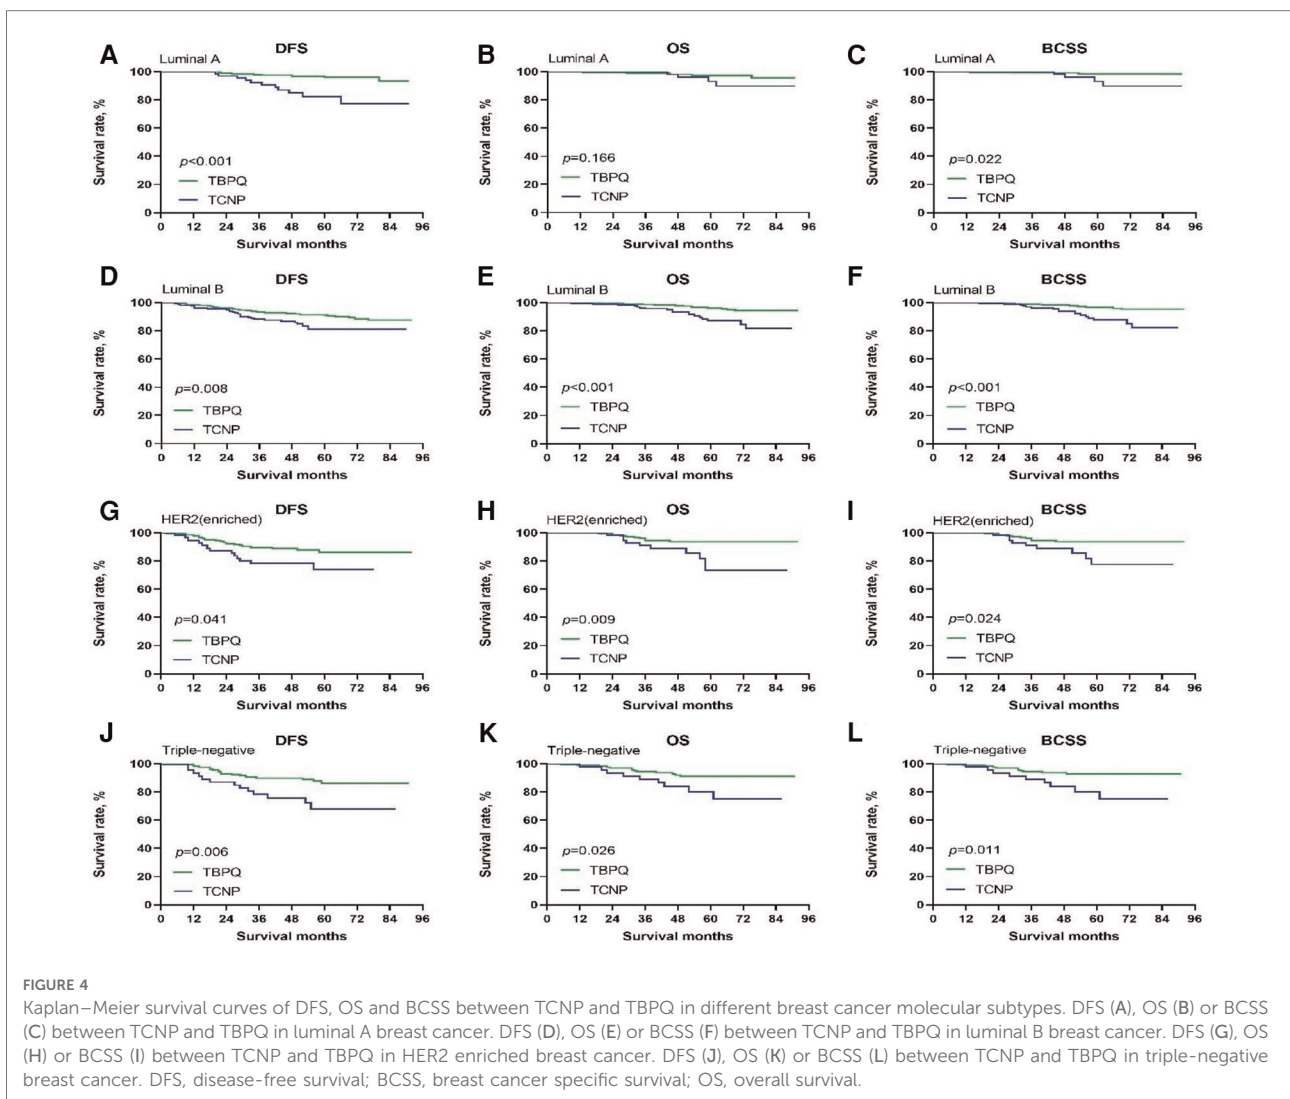 A
DFS
Luminal A
Survival rate, %
100
80
60
40
20
0
p<0.001
TBPQ
TCNP
0 12 24 36 48 60 72 84 96
Survival months
B
OS
Luminal A
Survival rate, %
100
80
60
40
20
0
p=0.166
TBPQ
TCNP
0 12 24 36 48 60 72 84 96
Survival months
C
BCSS
Luminal A
Survival rate, %
100
80
60
40
20
0
p=0.022
TBPQ
TCNP
0 12 24 36 48 60 72 84 96
Survival months
D
DFS
Luminal B
Survival rate, %
100
80
60
40
20
0
p=0.008
TBPQ
TCNP
0 12 24 36 48 60 72 84 96
Survival months
E
OS
Luminal B
Survival rate, %
100
80
60
40
20
0
p<0.001
TBPQ
TCNP
0 12 24 36 48 60 72 84 96
Survival months
F
BCSS
Luminal B
Survival rate, %
100
80
60
40
20
0
p<0.001
TBPQ
TCNP
0 12 24 36 48 60 72 84 96
Survival months
G
DFS
HER2(enriched)
Survival rate, %
100
80
60
40
20
0
p=0.041
TBPQ
TCNP
0 12 24 36 48 60 72 84 96
Survival months
H
OS
HER2(enriched)
Survival rate, %
100
80
60
40
20
0
p=0.009
TBPQ
TCNP
0 12 24 36 48 60 72 84 96
Survival months
I
BCSS
HER2(enriched)
Survival rate, %
100
80
60
40
20
0
p=0.024
TBPQ
TCNP
0 12 24 36 48 60 72 84 96
Survival months
J
DFS
Triple-negative
Survival rate, %
100
80
60
40
20
0
p=0.006
TBPQ
TCNP
0 12 24 36 48 60 72 84 96
Survival months
K
OS
Triple-negative
Survival rate, %
100
80
60
40
20
0
p=0.026
TBPQ
TCNP
0 12 24 36 48 60 72 84 96
Survival months
L
BCSS
Triple-negative
Survival rate, %
100
80
60
40
20
0
p=0.011
TBPQ
TCNP
0 12 24 36 48 60 72 84 96
Survival months
FIGURE 4
Kaplan–Meier survival curves of DFS, OS and BCSS between TCNP and TBPQ in different breast cancer molecular subtypes. DFS (A), OS (B) or BCSS
(C) between TCNP and TBPQ in luminal A breast cancer. DFS (D), OS (E) or BCSS (F) between TCNP and TBPQ in luminal B breast cancer. DFS (G), OS
(H) or BCSS (I) between TCNP and TBPQ in HER2 enriched breast cancer. DFS (J), OS (K) or BCSS (L) between TCNP and TBPQ in triple-negative
breast cancer. DFS, disease-free survival; BCSS, breast cancer specific survival; OS, overall survival.